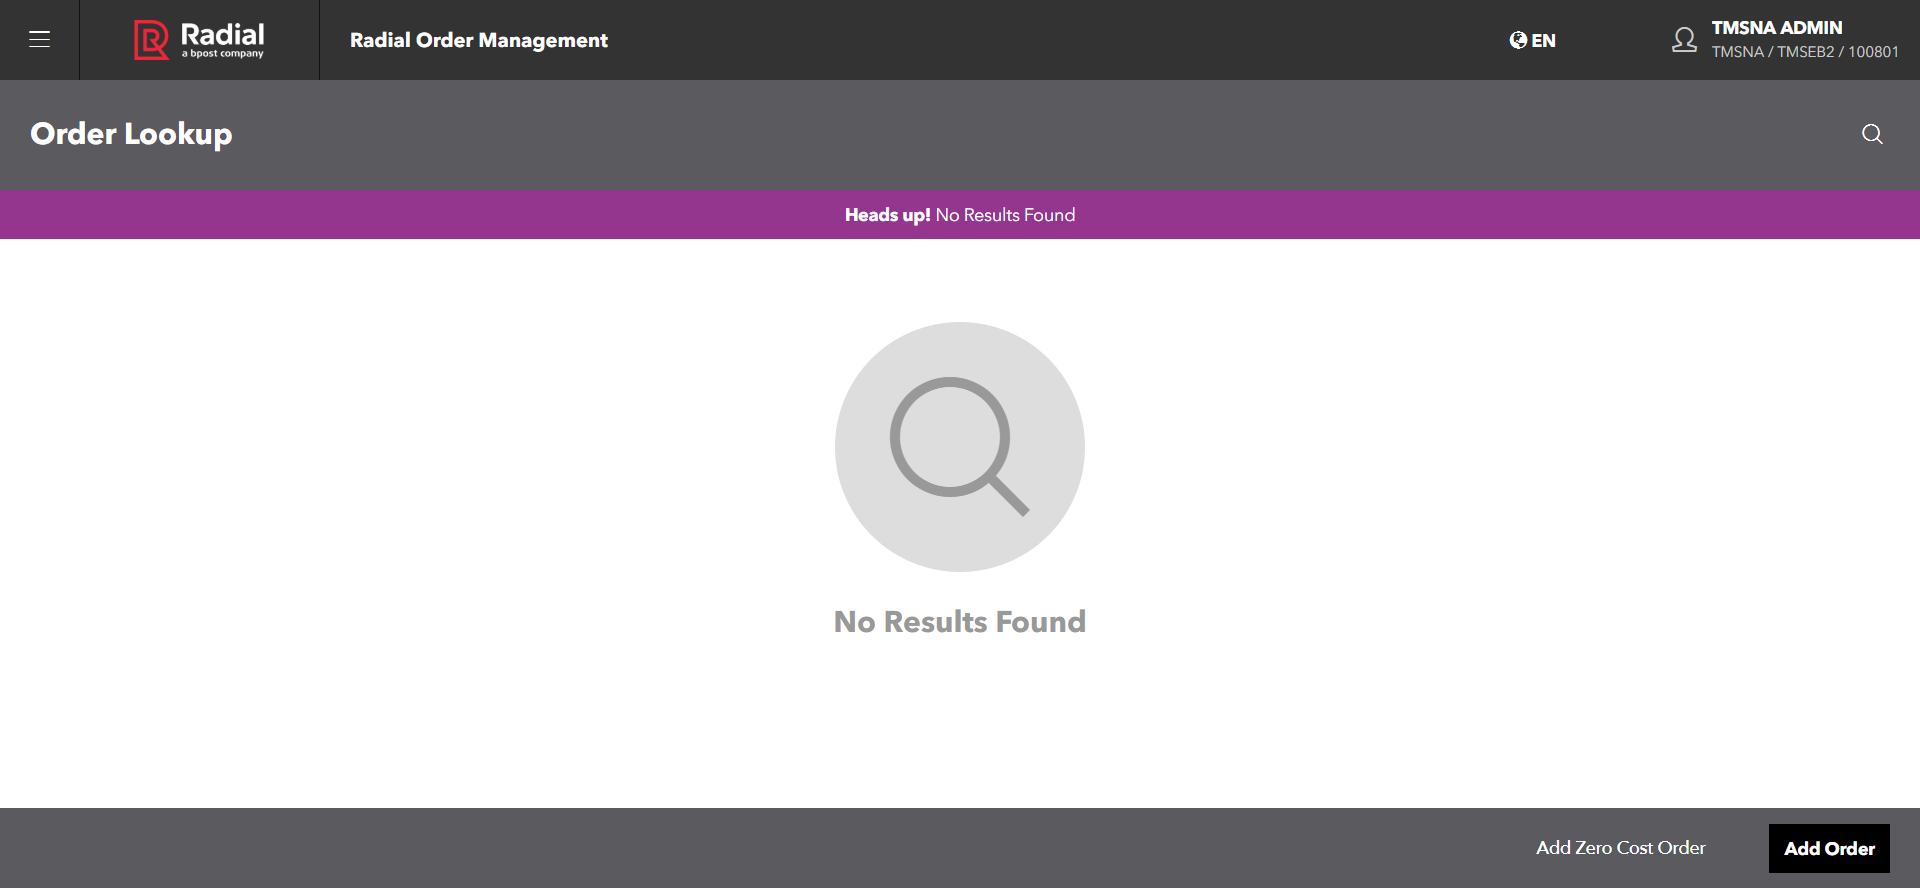 Radial
a bpost company
Radial Order Management
EN
TMSNA ADMIN
TMSNA / TMSEB2 / 100801
Order Lookup
Heads up! No Results Found
No Results Found
Add Zero Cost Order
Add Order